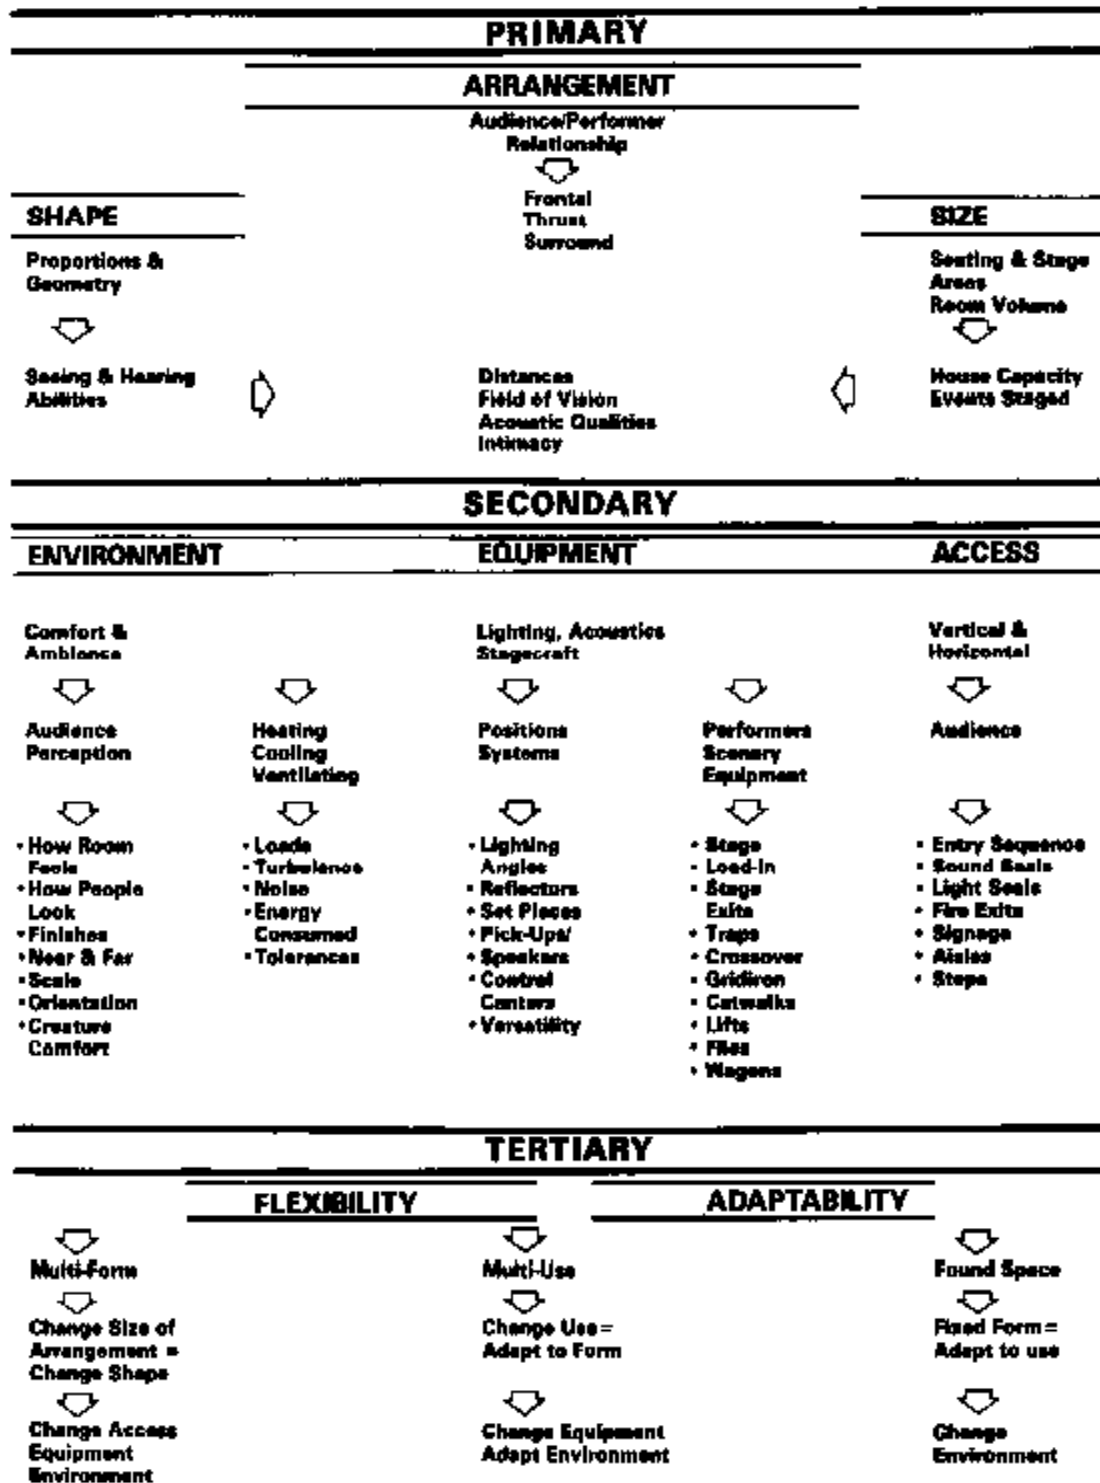 PRIMARY
ARRANGEMENT
Audience/Performer
Relationship
Frontal
Thrust
Surround
SHAPE
Proportions &
Geometry
Seeing & Hearing
Abilities
SIZE
Seating & Stage
Areas
Room Volume
House Capacity
Events Staged
Distances
Field of Vision
Acoustic Qualities
Intimacy
SECONDARY
ENVIRONMENT
EQUIPMENT
ACCESS
Comfort &
Ambiance
Lighting, Acoustics
Stagecraft
Vertical &
Horizontal
Audience
Perception
Heating
Cooling
Ventilating
Positions
Systems
Performers
Scenery
Equipment
Audience
• How Room
Feels
• How People
Look
• Finishes
• Near & Far
• Scale
• Orientation
• Creature
Comfort
• Loads
• Turbulence
• Noise
• Energy
Consumed
• Tolerances
• Lighting
Angles
• Reflectors
• Set Pieces
• Pick-Ups/
• Speakers
• Control
Centers
• Versatility
• Stage
• Load-in
• Stage
Exits
• Traps
• Crossover
• Gridiron
• Catwalks
• Lifts
• Flies
• Wagons
• Entry Sequence
• Sound Seals
• Light Seals
• Fire Exits
• Signage
• Aisles
• Steps
TERTIARY
FLEXIBILITY
ADAPTABILITY
Multi-Form
Change Size of
Arrangement =
Change Shape
Change Access
Equipment
Environment
Multi-Use
Change Use =
Adapt to Form
Change Equipment
Adapt Environment
Found Space
Fixed Form =
Adapt to use
Change
Environment